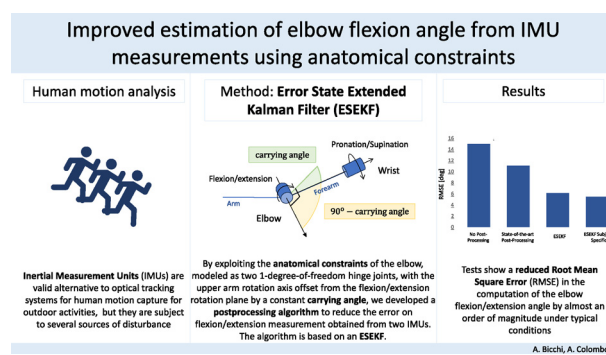 Improved estimation of elbow flexion angle from IMU
measurements using anatomical constraints
Human motion analysis
Inertial Measurement Units (IMUs) are
valid alternative to optical tracking
systems for human motion capture for
outdoor activities, but they are subject
to several sources of disturbance
Method: Error State Extended
Kalman Filter (ESEKF)
Pronation/Supination
carrying angle
Wrist
Flexion/extension
Forearm
Arm
Elbow
90° − carrying angle
By exploiting the anatomical constraints of the elbow,
modeled as two 1-degree-of-freedom hinge joints, with the
upper arm rotation axis offset from the flexion/extension
rotation plane by a constant carrying angle, we developed a
postprocessing algorithm to reduce the error on
flexion/extension measurement obtained from two IMUs.
The algorithm is based on an ESEKF.
Results
RMSE [deg]
16
14
12
10
8
6
4
2
0
No Post-
Processing
State-of-the-art
Post-Processing
ESEKF
ESEKF Subj
Specifi
Tests show a reduced Root Mean
Square Error (RMSE) in the
computation of the elbow
flexion/extension angle by almost an
order of magnitude under typical
conditions
A. Bicchi, A. Colombo